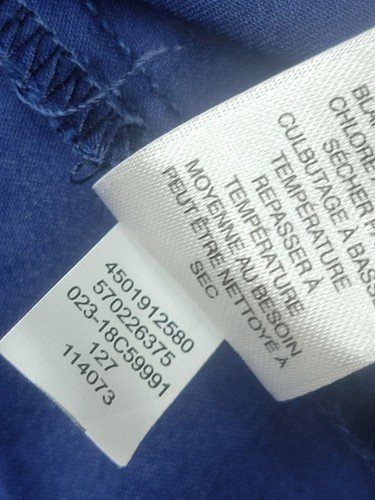 CHLORE
SÉCHER
CULBUTAGE À BASSE
TEMPÉRATURE
REPASSER À
TEMPÉRATURE
MOYENNE AU BESOIN
PEUT ÊTRE NETTOYÉ À
SEC
4501912580
570226375
023-18C59991
127
114073